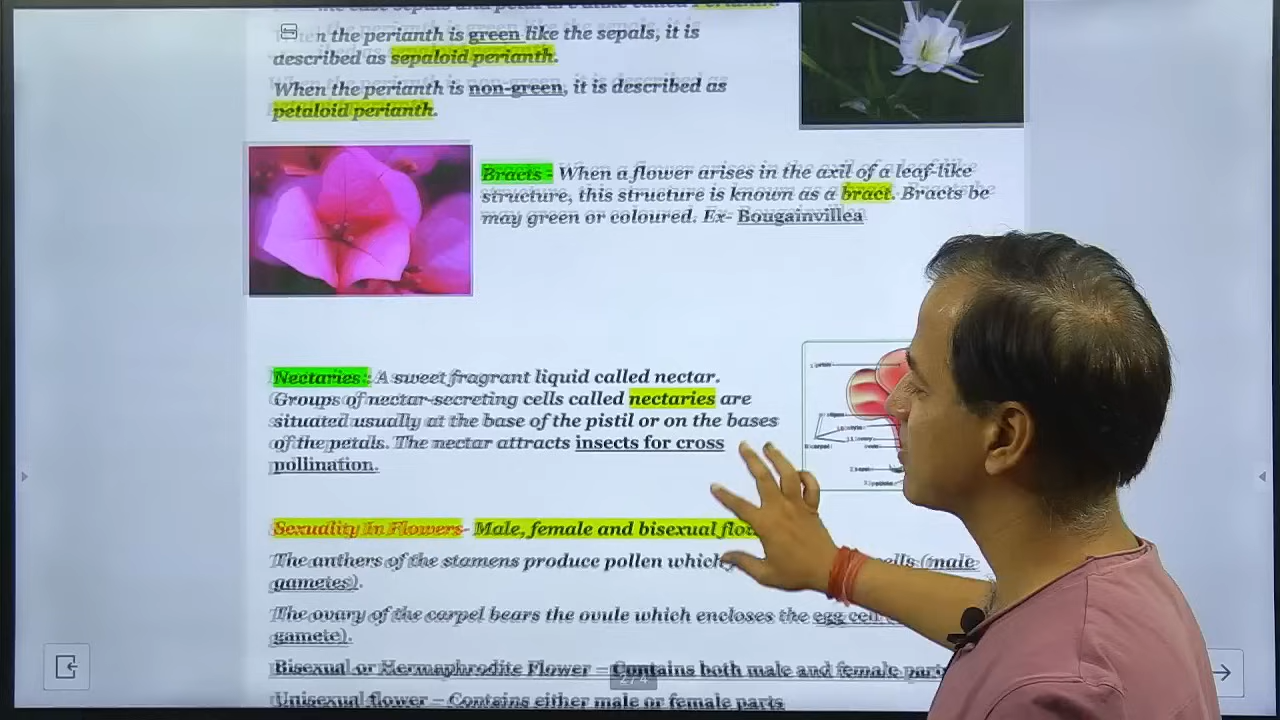 n the perianth is green like the sepals, it is
described as sepaloid perianth.
When the perianth is non-green, it is described as
petaloid perianth.
Bracts - When a flower arises in the axil of a leaf-like
structure, this structure is known as a bract. Bracts be
may green or coloured. Ex- Bougainvillea
Nectaries : A sweet fragrant liquid called nectar.
Groups of nectar-secreting cells called nectaries are
situated usually at the base of the pistil or on the bases
of the petals. The nectar attracts insects for cross
pollination.
Sexuality In Flowers- Male, female and bisexual
The anthers of the stamens produce pollen which cells (male
gametes).
The ovary of the carpel bears the ovule which encloses the egg
gamete).
Bisexual or Hermaphrodite Flower – Contains both male and female
Unisexual flower – Contains either male or female parts